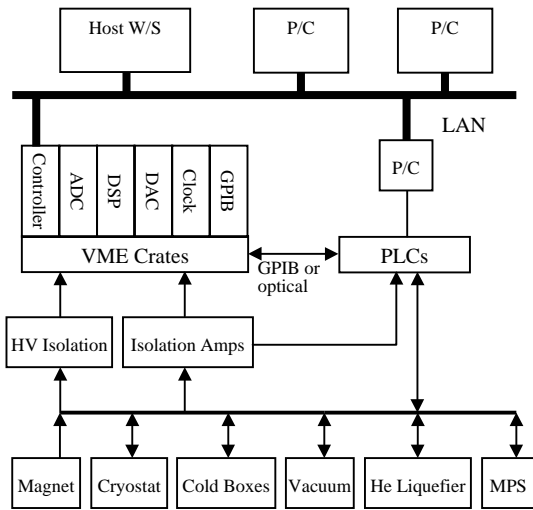 Host W/S
P/C
P/C
LAN
Controller
ADC
DSP
DAC
Clock
GPIB
P/C
VME Crates
GPIB or
optical
PLCs
HV Isolation
Isolation Amps
Magnet
Cryostat
Cold Boxes
Vacuum
He Liquefier
MPS